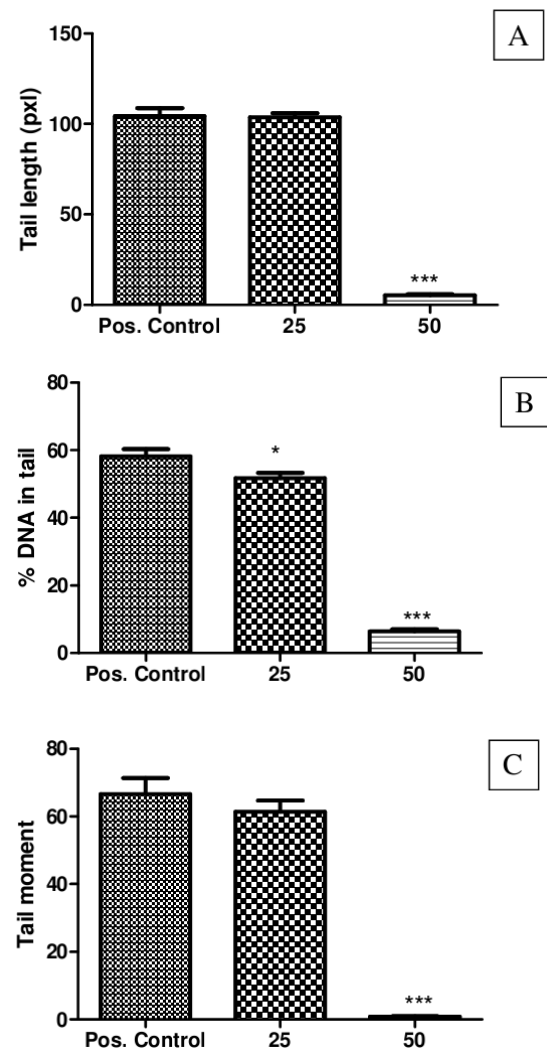 A
150
100
50
0
Tail length (pxl)
***
Pos. Control 25 50
B
80
60
40
20
0
% DNA in tail
*
***
Pos. Control 25 50
C
80
60
40
20
0
Tail moment
***
Pos. Control 25 50